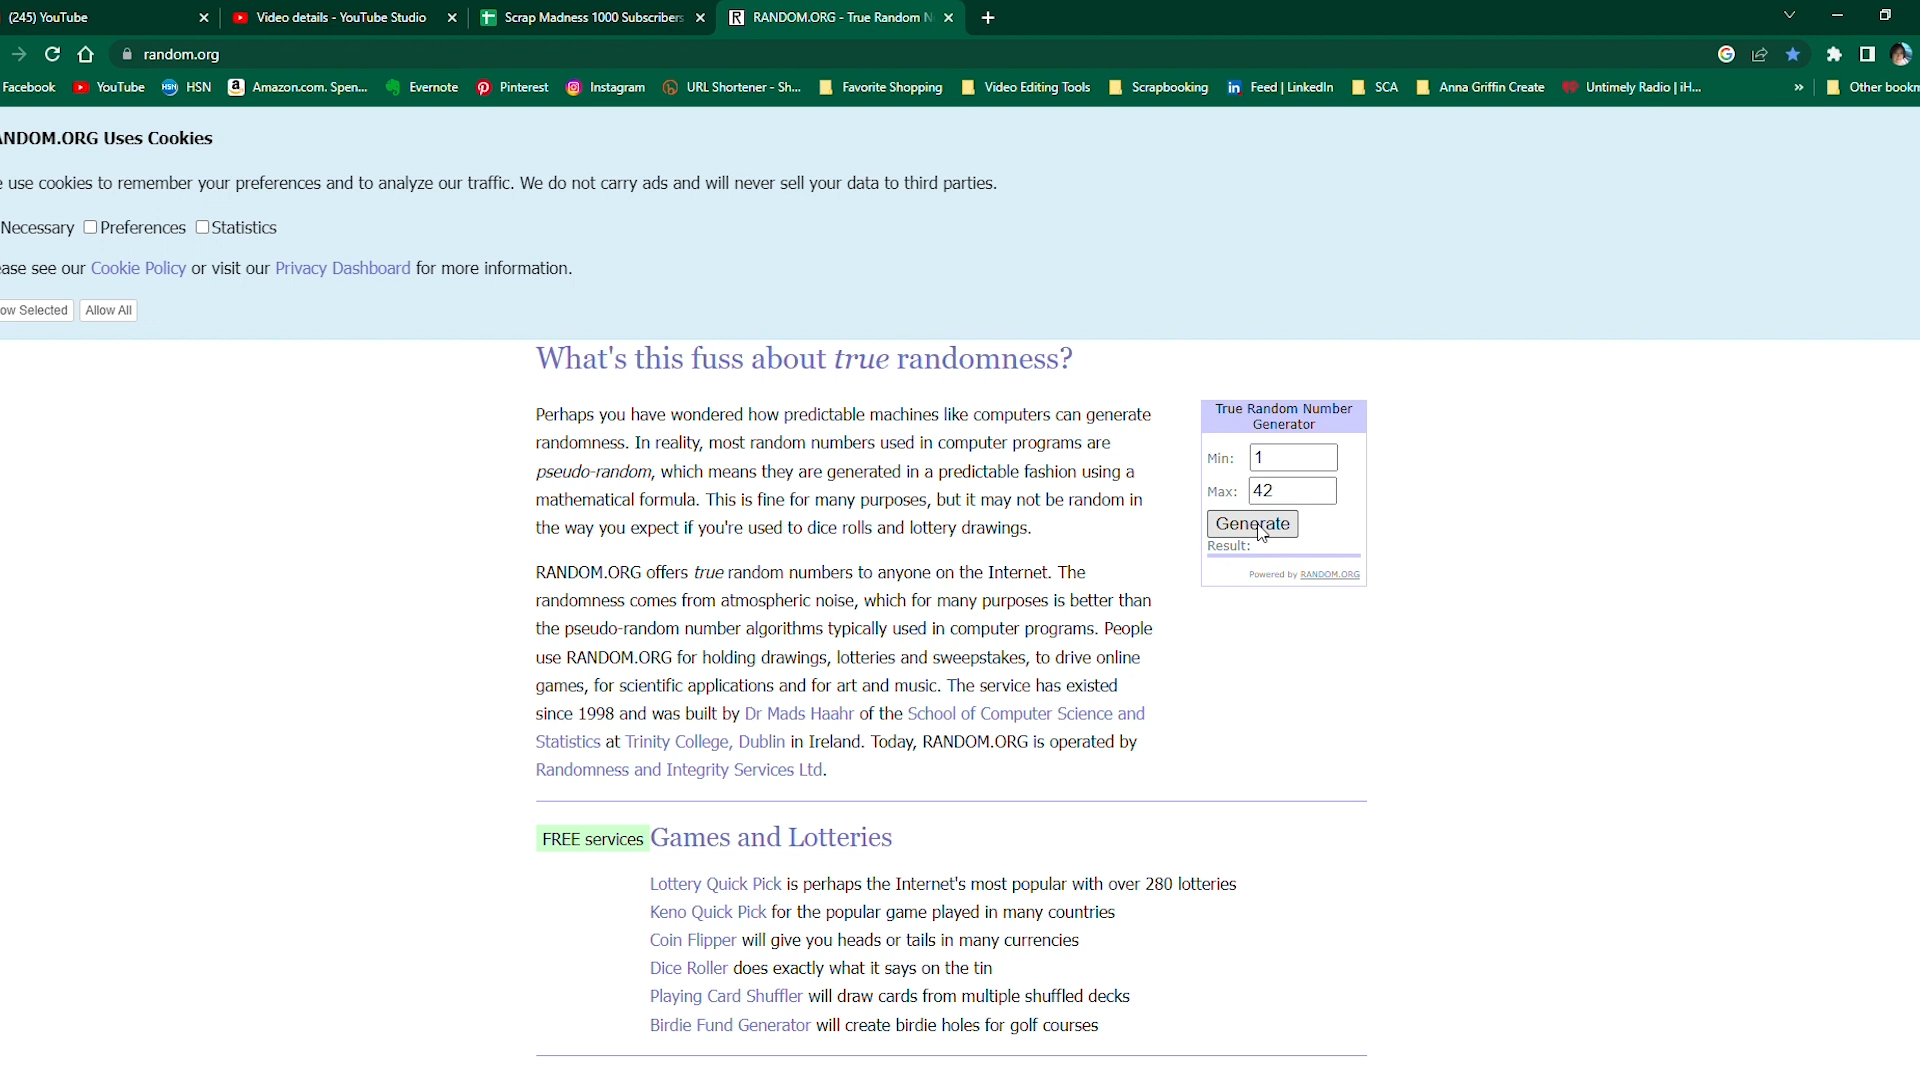 (245) YouTube
Video details - YouTube Studio
Scrap Madness 1000 Subscribers
RANDOM.ORG - True Random N
random.org
Facebook YouTube HSN Amazon.com. Spen... Evernote Pinterest Instagram URL Shortener - Sh... Favorite Shopping Video Editing Tools Scrapbooking Feed | LinkedIn SCA Anna Griffin Create Untimely Radio | iH... » Other bookm
ANDOM.ORG Uses Cookies
e use cookies to remember your preferences and to analyze our traffic. We do not carry ads and will never sell your data to third parties.
Necessary Preferences Statistics
ease see our Cookie Policy or visit our Privacy Dashboard for more information.
ow Selected Allow All
What's this fuss about true randomness?
Perhaps you have wondered how predictable machines like computers can generate
randomness. In reality, most random numbers used in computer programs are
pseudo-random, which means they are generated in a predictable fashion using a
mathematical formula. This is fine for many purposes, but it may not be random in
the way you expect if you're used to dice rolls and lottery drawings.
RANDOM.ORG offers true random numbers to anyone on the Internet. The
randomness comes from atmospheric noise, which for many purposes is better than
the pseudo-random number algorithms typically used in computer programs. People
use RANDOM.ORG for holding drawings, lotteries and sweepstakes, to drive online
games, for scientific applications and for art and music. The service has existed
since 1998 and was built by Dr Mads Haahr of the School of Computer Science and
Statistics at Trinity College, Dublin in Ireland. Today, RANDOM.ORG is operated by
Randomness and Integrity Services Ltd.
True Random Number
Generator
Min: 1
Max: 42
Generate
Result:
Powered by RANDOM.ORG
FREE services Games and Lotteries
Lottery Quick Pick is perhaps the Internet's most popular with over 280 lotteries
Keno Quick Pick for the popular game played in many countries
Coin Flipper will give you heads or tails in many currencies
Dice Roller does exactly what it says on the tin
Playing Card Shuffler will draw cards from multiple shuffled decks
Birdie Fund Generator will create birdie holes for golf courses